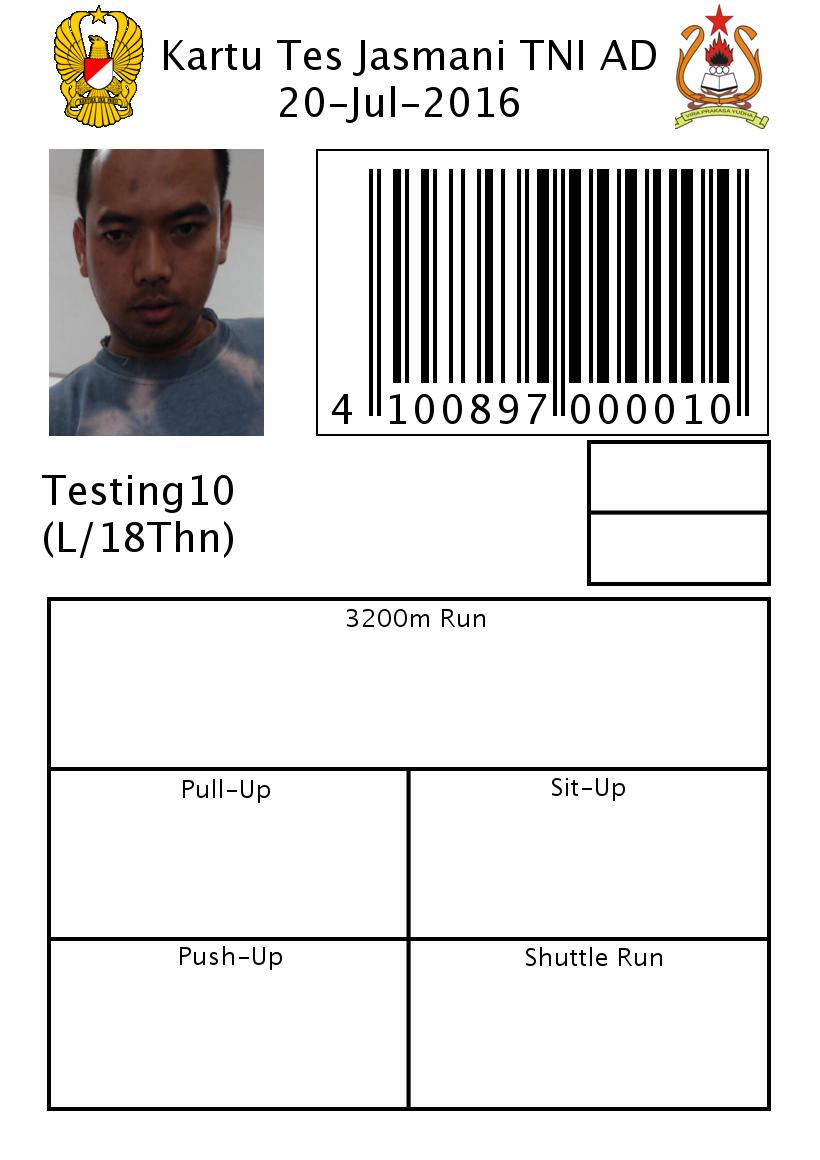 Kartu Tes Jasmani TNI AD
20-Jul-2016
VIRA PRAKASA YUDHA
4 100897 000010
Testing10
(L/18Thn)
3200m Run
Pull-Up
Sit-Up
Push-Up
Shuttle Run